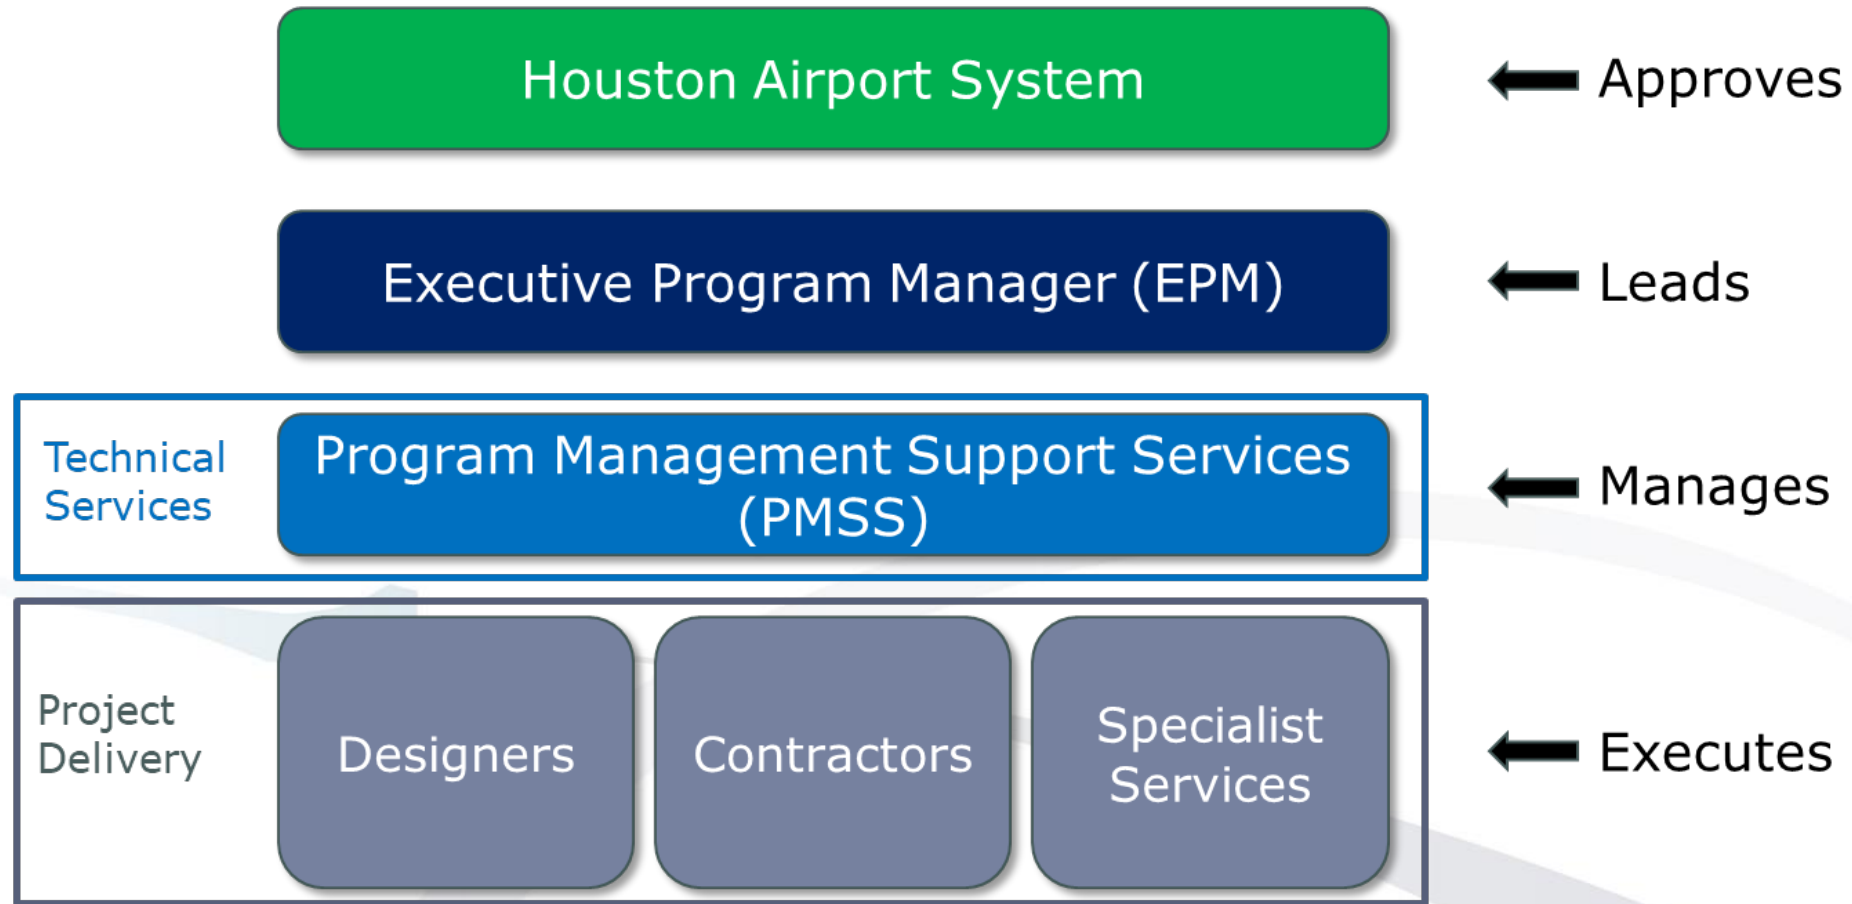 Houston Airport System
Approves
Executive Program Manager (EPM)
Leads
Technical
Services
Program Management Support Services
(PMSS)
Manages
Project
Delivery
Designers
Contractors
Specialist
Services
Executes